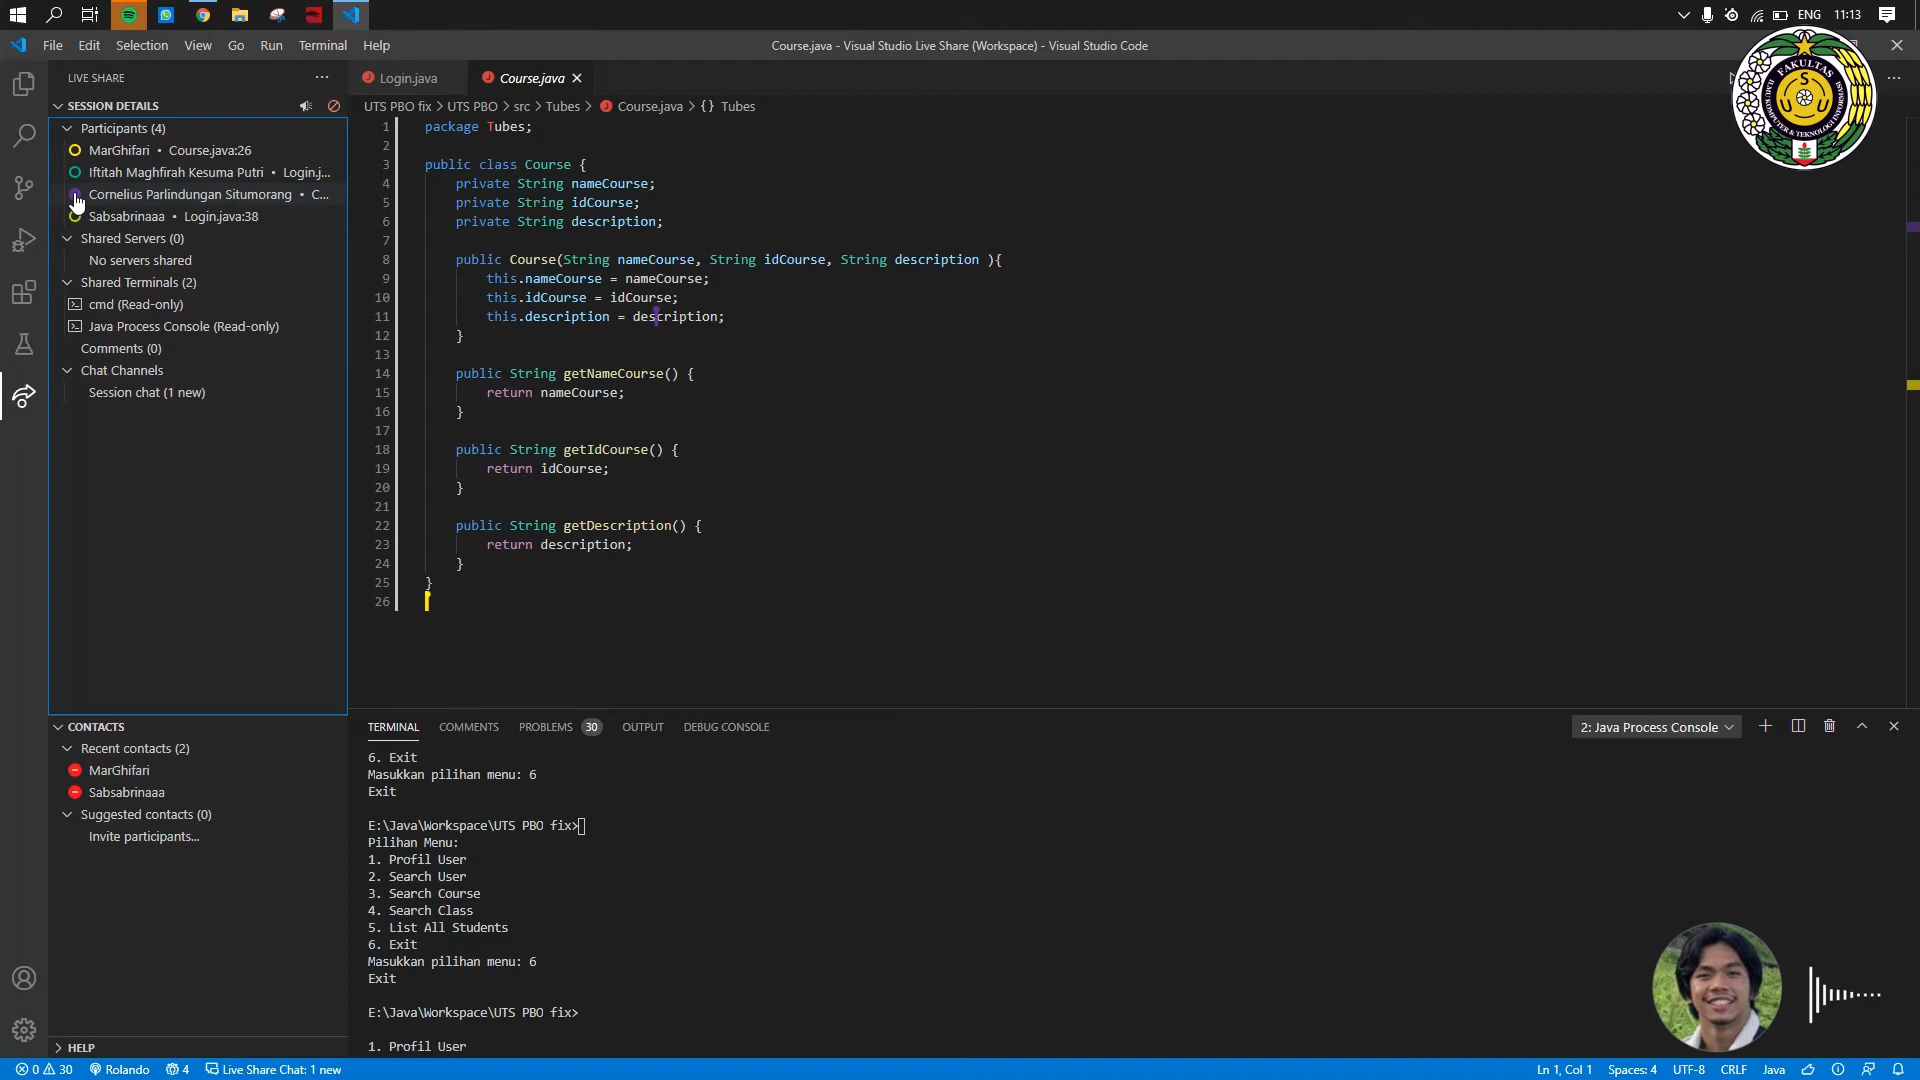 ENG 11:13
File Edit Selection View Go Run Terminal Help
Course.java - Visual Studio Live Share (Workspace) - Visual Studio Code
LIVE SHARE
Login.java
Course.java
SESSION DETAILS
UTS PBO fix > UTS PBO > src > Tubes > Course.java > {} Tubes
Participants (4)
MarGhifari • Course.java:26
Iftitah Maghfirah Kesuma Putri • Login.j...
Cornelius Parlindungan Situmorang • C...
Sabsabrinaaa • Login.java:38
Shared Servers (0)
No servers shared
Shared Terminals (2)
cmd (Read-only)
Java Process Console (Read-only)
Comments (0)
Chat Channels
Session chat (1 new)
1 package Tubes;
2
3 public class Course {
4 private String nameCourse;
5 private String idCourse;
6 private String description;
7
8 public Course(String nameCourse, String idCourse, String description ){
9 this.nameCourse = nameCourse;
10 this.idCourse = idCourse;
11 this.description = description;
12 }
13
14 public String getNameCourse() {
15 return nameCourse;
16 }
17
18 public String getIdCourse() {
19 return idCourse;
20 }
21
22 public String getDescription() {
23 return description;
24 }
25 }
26
FAKULTAS
ILMU KOMPUTER & TEKNOLOGI INFORMASI
CONTACTS
Recent contacts (2)
MarGhifari
Sabsabrinaaa
Suggested contacts (0)
Invite participants...
HELP
TERMINAL COMMENTS PROBLEMS 30 OUTPUT DEBUG CONSOLE
2: Java Process Console
6. Exit
Masukkan pilihan menu: 6
Exit
E:\Java\Workspace\UTS PBO fix>
Pilihan Menu:
1. Profil User
2. Search User
3. Search Course
4. Search Class
5. List All Students
6. Exit
Masukkan pilihan menu: 6
Exit
E:\Java\Workspace\UTS PBO fix>
1. Profil User
0 30 Rolando 4 Live Share Chat: 1 new
Ln 1, Col 1 Spaces: 4 UTF-8 CRLF Java